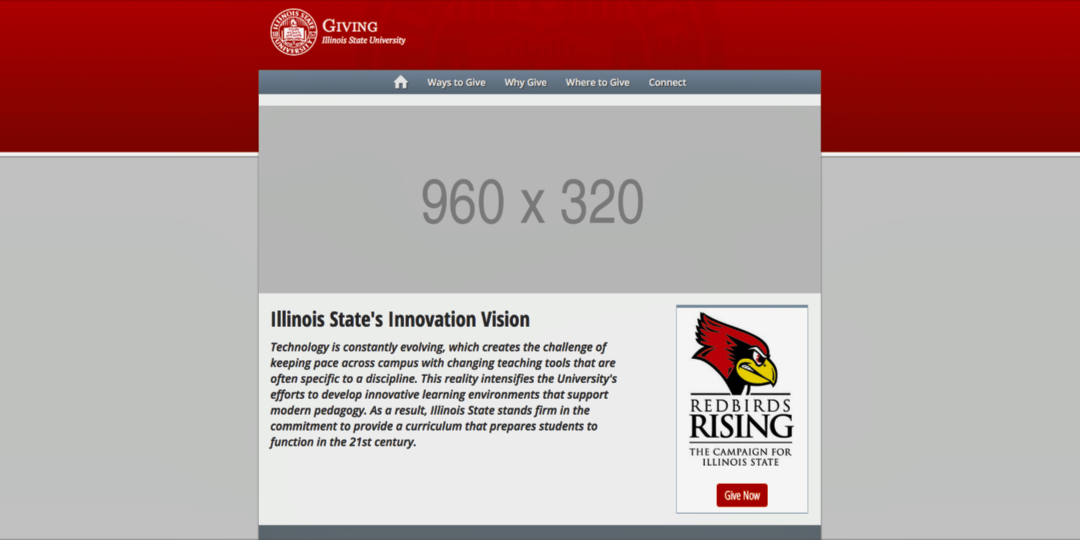 GIVING
Illinois State University
Ways to Give Why Give Where to Give Connect
960 x 320
Illinois State's Innovation Vision
Technology is constantly evolving, which creates the challenge of
keeping pace across campus with changing teaching tools that are
often specific to a discipline. This reality intensifies the University's
efforts to develop innovative learning environments that support
modern pedagogy. As a result, Illinois State stands firm in the
commitment to provide a curriculum that prepares students to
function in the 21st century.
REDBIRDS
RISING
THE CAMPAIGN FOR
ILLINOIS STATE
Give Now